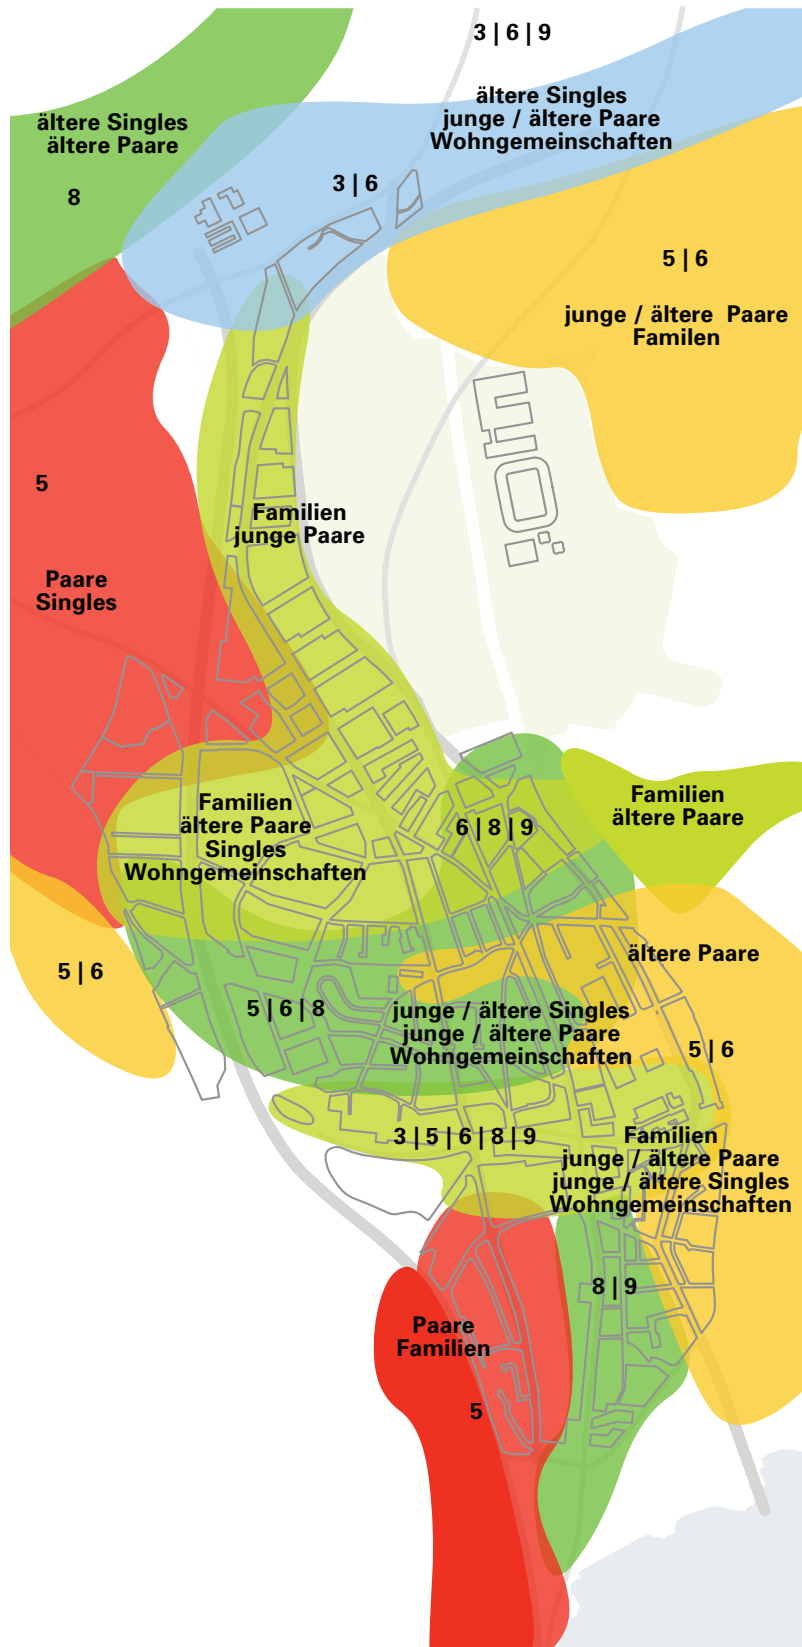 3 | 6 | 9
ältere Singles
junge / ältere Paare
Wohngemeinschaften
ältere Singles
ältere Paare
8
3 | 6
5 | 6
junge / ältere  Paare
Familen
5
Familien
junge Paare
Paare
Singles
Familien
ältere Paare
Singles
Wohngemeinschaften
6 | 8 | 9
Familien
ältere Paare
ältere Paare
5 | 6
5 | 6 | 8
junge / ältere Singles
junge / ältere Paare
Wohngemeinschaften
5 | 6
3 | 5 | 6 | 8 | 9
Familien
junge / ältere Paare
junge / ältere Singles
Wohngemeinschaften
8 | 9
Paare
Familien
5